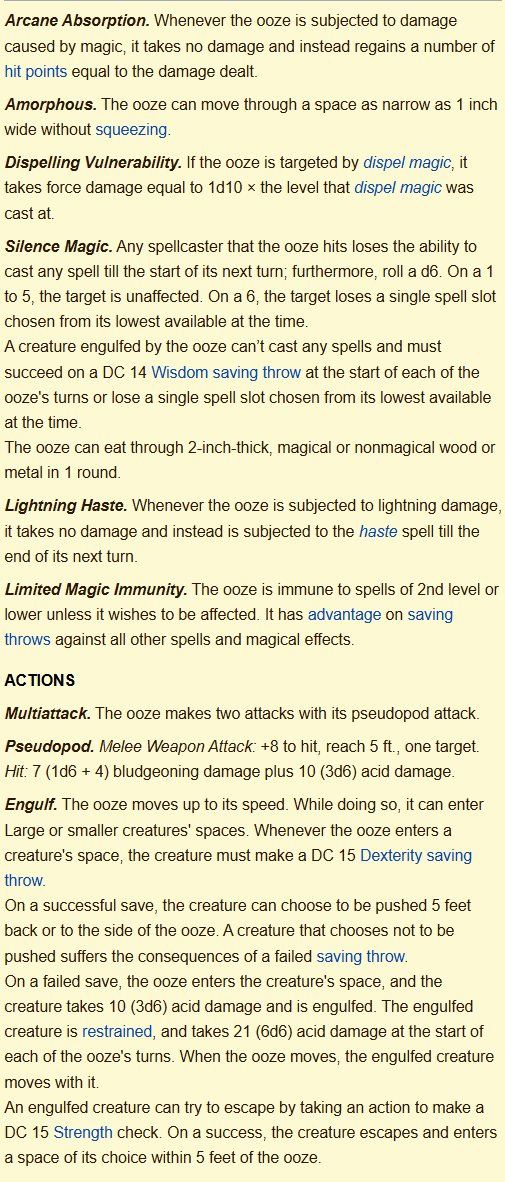 Arcane Absorption. Whenever the ooze is subjected to damage
caused by magic, it takes no damage and instead regains a number of
hit points equal to the damage dealt.
Amorphous. The ooze can move through a space as narrow as 1 inch
wide without squeezing.
Dispelling Vulnerability. If the ooze is targeted by dispel magic, it
takes force damage equal to 1d10 × the level that dispel magic was
cast at.
Silence Magic. Any spellcaster that the ooze hits loses the ability to
cast any spell till the start of its next turn; furthermore, roll a d6. On a 1
to 5, the target is unaffected. On a 6, the target loses a single spell slot
chosen from its lowest available at the time.
A creature engulfed by the ooze can’t cast any spells and must
succeed on a DC 14 Wisdom saving throw at the start of each of the
ooze's turns or lose a single spell slot chosen from its lowest available
at the time.
The ooze can eat through 2-inch-thick, magical or nonmagical wood or
metal in 1 round.
Lightning Haste. Whenever the ooze is subjected to lightning damage,
it takes no damage and instead is subjected to the haste spell till the
end of its next turn.
Limited Magic Immunity. The ooze is immune to spells of 2nd level or
lower unless it wishes to be affected. It has advantage on saving
throws against all other spells and magical effects.
ACTIONS
Multiattack. The ooze makes two attacks with its pseudopod attack.
Pseudopod. Melee Weapon Attack: +8 to hit, reach 5 ft., one target.
Hit: 7 (1d6 + 4) bludgeoning damage plus 10 (3d6) acid damage.
Engulf. The ooze moves up to its speed. While doing so, it can enter
Large or smaller creatures' spaces. Whenever the ooze enters a
creature's space, the creature must make a DC 15 Dexterity saving
throw.
On a successful save, the creature can choose to be pushed 5 feet
back or to the side of the ooze. A creature that chooses not to be
pushed suffers the consequences of a failed saving throw.
On a failed save, the ooze enters the creature's space, and the
creature takes 10 (3d6) acid damage and is engulfed. The engulfed
creature is restrained, and takes 21 (6d6) acid damage at the start of
each of the ooze's turns. When the ooze moves, the engulfed creature
moves with it.
An engulfed creature can try to escape by taking an action to make a
DC 15 Strength check. On a success, the creature escapes and enters
a space of its choice within 5 feet of the ooze.